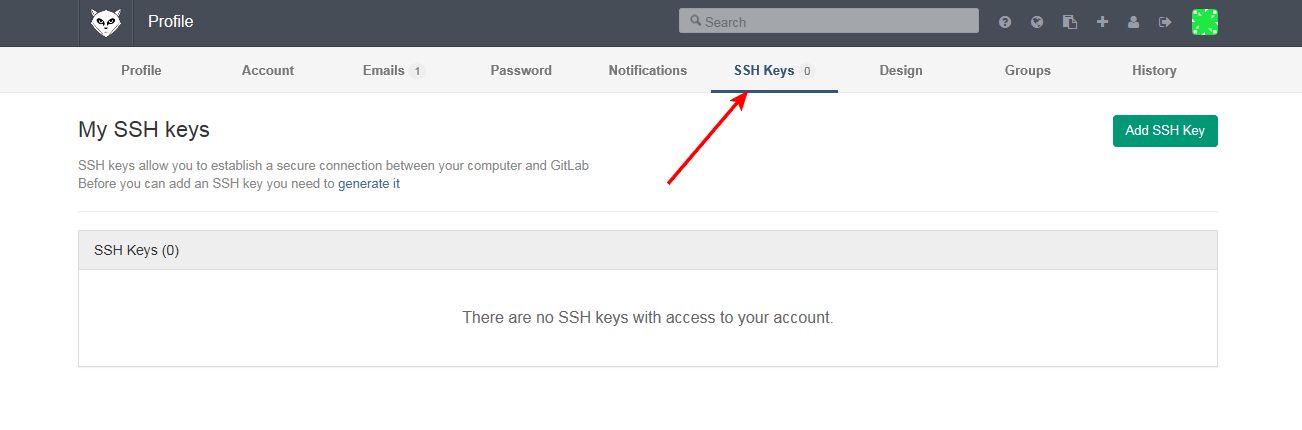 Profile
Search
Profile Account Emails 1 Password Notifications SSH Keys 0 Design Groups History
My SSH keys
Add SSH Key
SSH keys allow you to establish a secure connection between your computer and GitLab
Before you can add an SSH key you need to generate it
SSH Keys (0)
There are no SSH keys with access to your account.